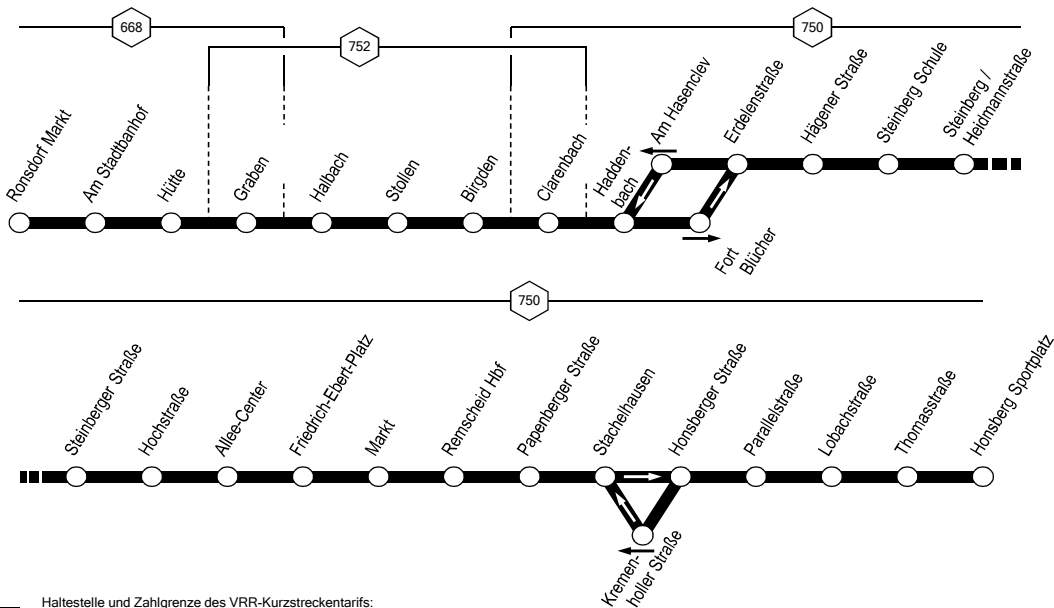 668
752
750
Ronsdorf Markt
Am Stadtbanhof
Hütte
Graben
Halbach
Stollen
Birgden
Clarenbach
Hadden-
bach
Am Hasenclev
Fort
Blücher
Erdelenstraße
Hägener Straße
Steinberg Schule
Steinberg /
Heidmannstraße
750
Steinberger Straße
Hochstraße
Allee-Center
Friedrich-Ebert-Platz
Markt
Remscheid Hbf
Papenberger Straße
Stachelhausen
Kremen-
holler Straße
Honsberger Straße
Parallelstraße
Lobachstraße
Thomasstraße
Honsberg Sportplatz
Haltestelle und Zahlgrenze des VRR-Kurzstreckentarifs: